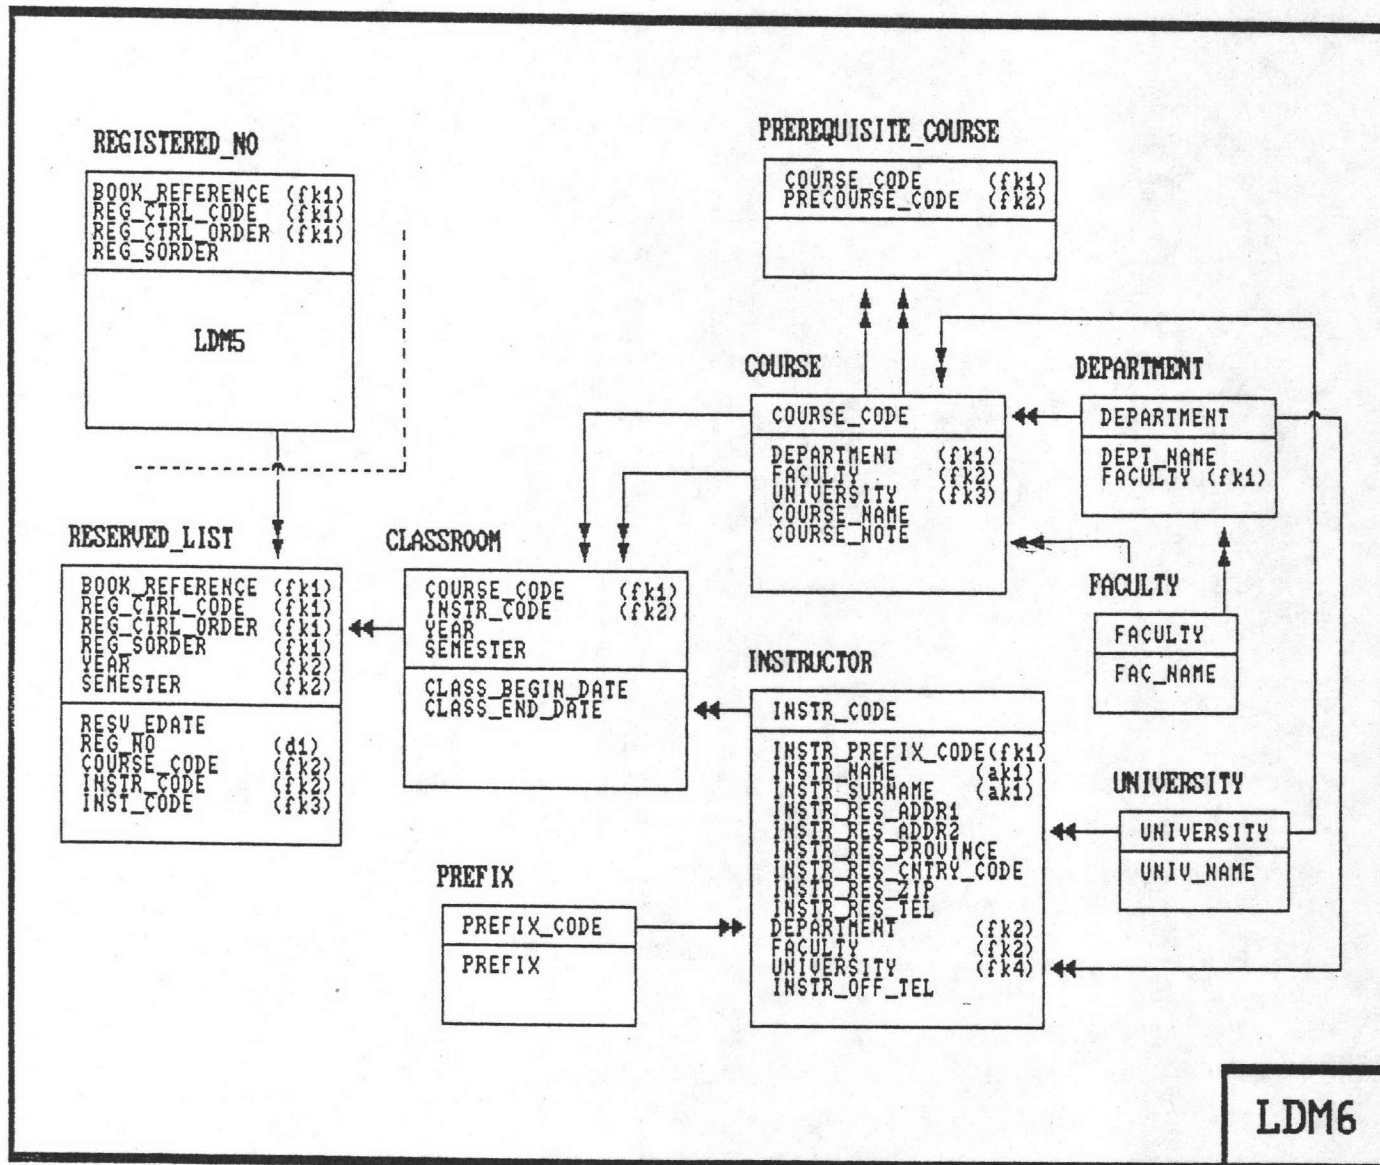 REGISTERED_NO
BOOK_REFERENCE (fk1)
REG_CTRL_CODE (fk1)
REG_CTRL_ORDER (fk1)
REG_SORDER
LDM5
PREREQUISITE_COURSE
COURSE_CODE (fk1)
PRECOURSE_CODE (fk2)
COURSE
COURSE_CODE
DEPARTMENT (fk1)
FACULTY (fk2)
UNIVERSITY (fk3)
COURSE_NAME
COURSE_NOTE
DEPARTMENT
DEPARTMENT
DEPT_NAME
FACULTY (fk1)
RESERVED_LIST
BOOK_REFERENCE (fk1)
REG_CTRL_CODE (fk1)
REG_CTRL_ORDER (fk1)
REG_SORDER (fk1)
YEAR (fk2)
SEMESTER (fk2)
RESV_EDATE
REG_NO (d1)
COURSE_CODE (fk2)
INSTR_CODE (fk2)
INST_CODE (fk3)
CLASSROOM
COURSE_CODE (fk1)
INSTR_CODE (fk2)
YEAR
SEMESTER
CLASS_BEGIN_DATE
CLASS_END_DATE
FACULTY
FACULTY
FAC_NAME
INSTRUCTOR
INSTR_CODE
INSTR_PREFIX_CODE(fk1)
INSTR_NAME (ak1)
INSTR_SURNAME (ak1)
INSTR_RES_ADDR1
INSTR_RES_ADDR2
INSTR_RES_PROVINCE
INSTR_RES_CNTRY_CODE
INSTR_RES_ZIP
INSTR_RES_TEL
DEPARTMENT (fk2)
FACULTY (fk2)
UNIVERSITY (fk4)
INSTR_OFF_TEL
UNIVERSITY
UNIVERSITY
UNIV_NAME
PREFIX
PREFIX_CODE
PREFIX
LDM6